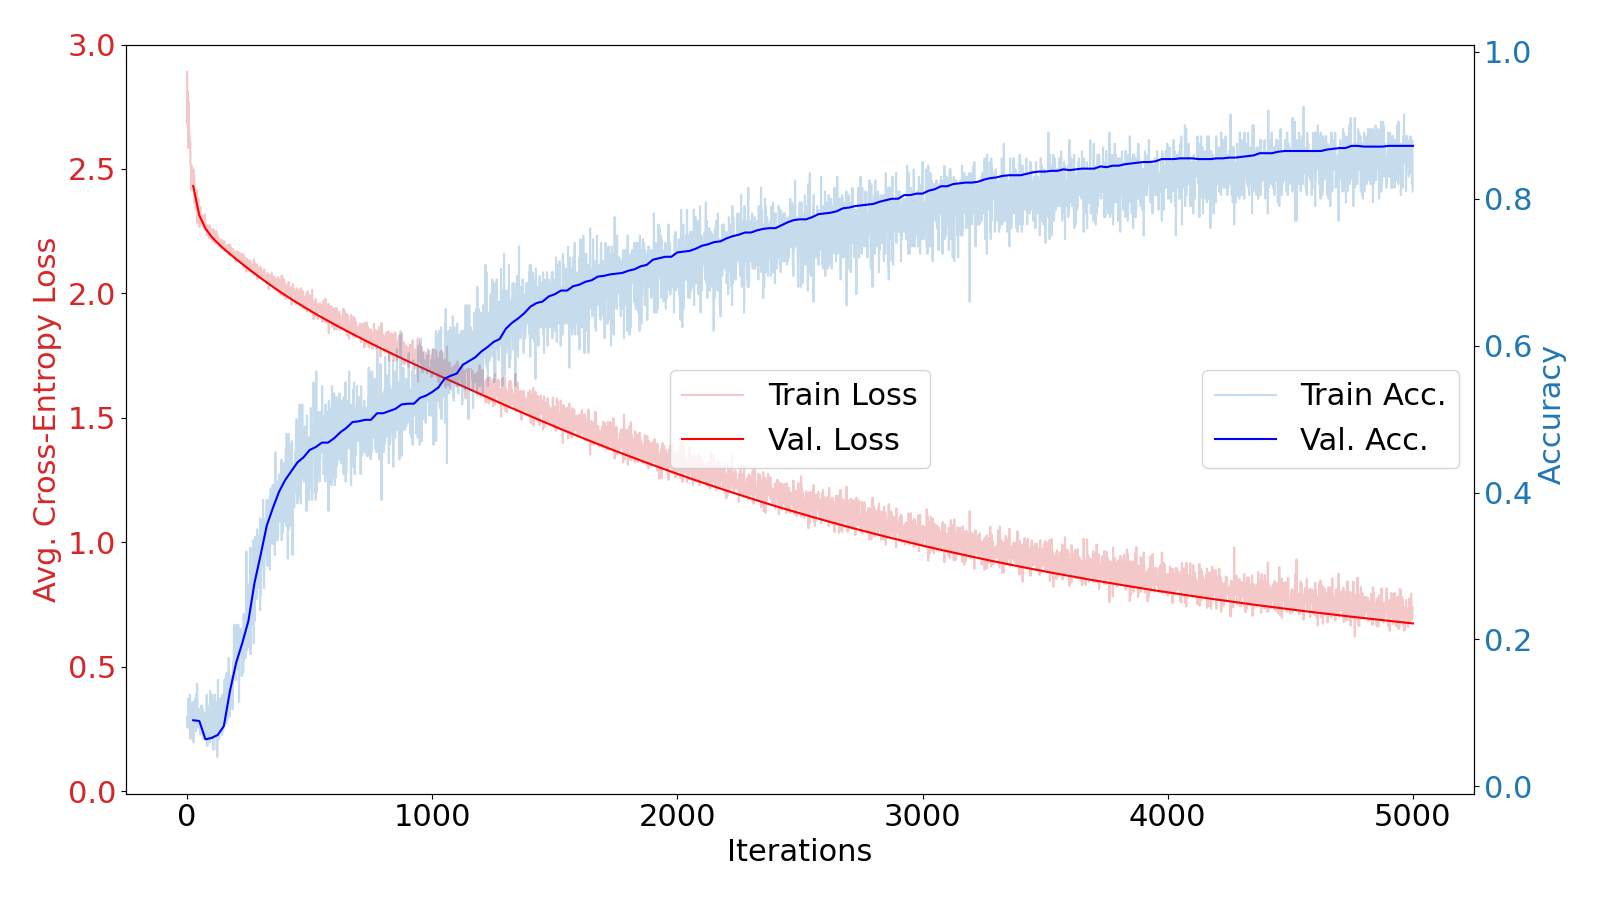 3.0
2.5
2.0
1.5
1.0
0.5
0.0
Avg. Cross-Entropy Loss
1.0
0.8
0.6
0.4
0.2
0.0
Accuracy
Train Loss
Val. Loss
Train Acc.
Val. Acc.
0 1000 2000 3000 4000 5000
Iterations